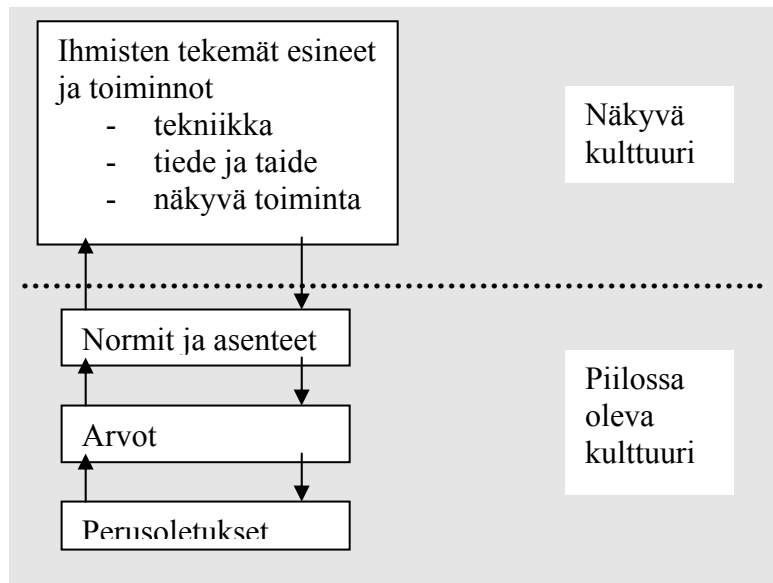 Ihmisten tekemät esineet
ja toiminnot
- tekniikka
- tiede ja taide
- näkyvä toiminta
Näkyvä
kulttuuri
Normit ja asenteet
Arvot
Perusoletukset
Piilossa
oleva
kulttuuri